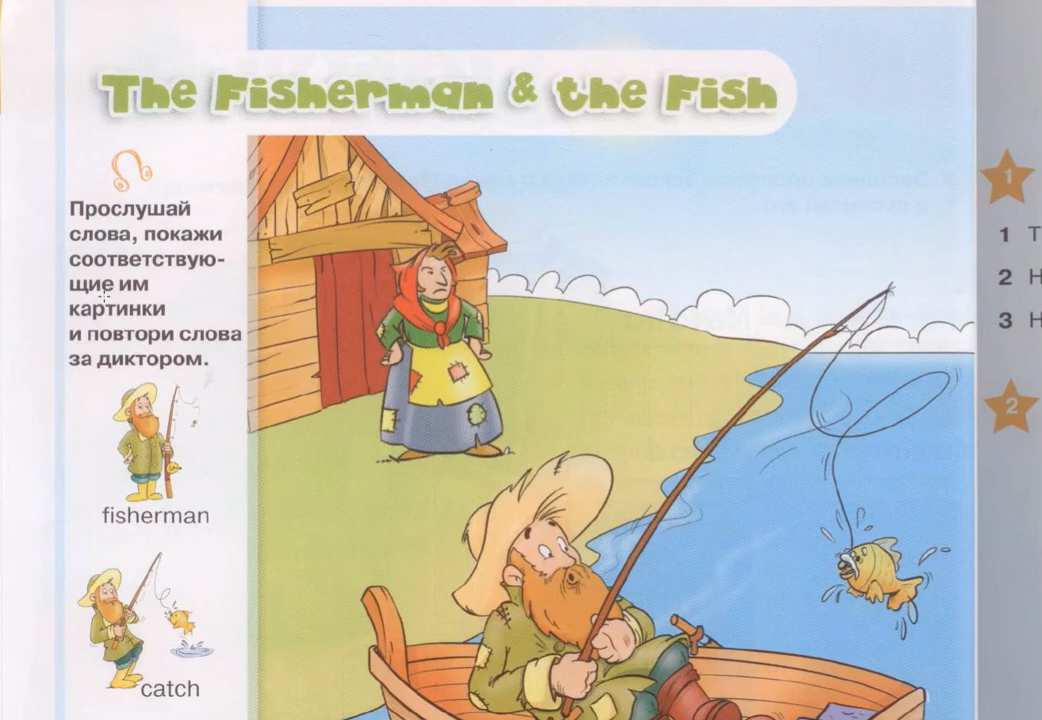 The Fisherman & the Fish
Прослушай
слова, покажи
соответствую-
щие им
картинки
и повтори слова
за диктором.
fisherman
catch
1
1 T
2 H
3 H
2